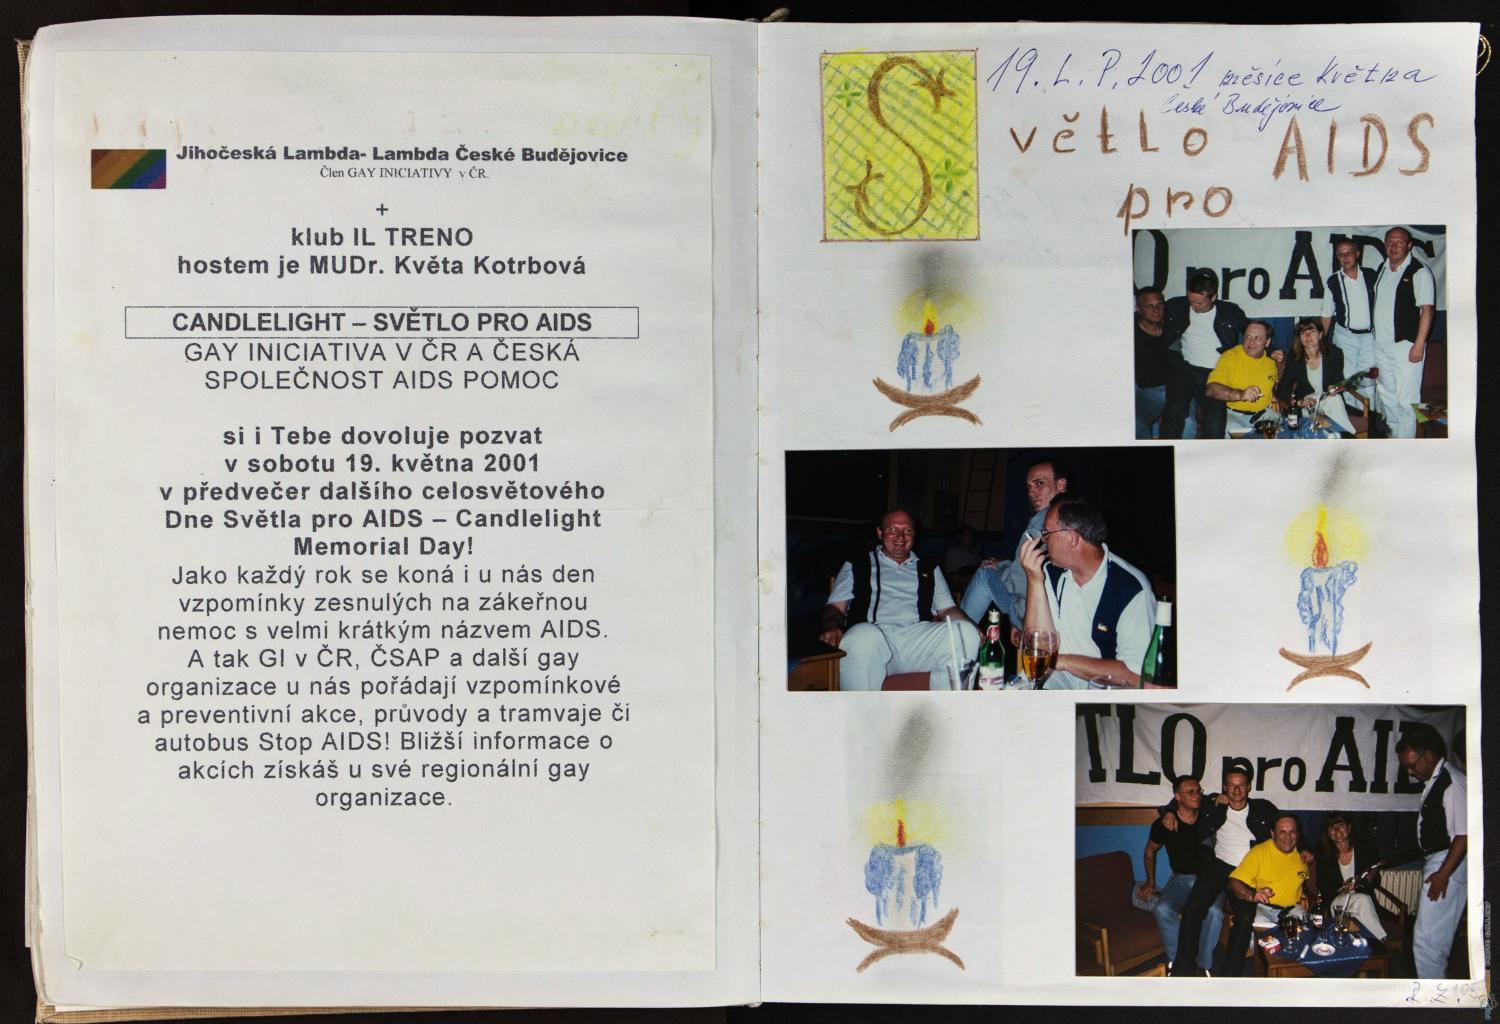 Jihočeská Lambda- Lambda České Budějovice
Člen GAY INICIATIVY v ČR.
+
klub IL TRENO
hostem je MUDr. Květa Kotrbová
CANDLELIGHT – SVĚTLO PRO AIDS
GAY INICIATIVA V ČR A ČESKÁ
SPOLEČNOST AIDS POMOC
si i Tebe dovoluje pozvat
v sobotu 19. května 2001
v předvečer dalšího celosvětového
Dne Světla pro AIDS – Candlelight
Memorial Day!
Jako každý rok se koná i u nás den
vzpomínky zesnulých na zákeřnou
nemoc s velmi krátkým názvem AIDS.
A tak GI v ČR, ČSAP a další gay
organizace u nás pořádají vzpomínkové
a preventivní akce, průvody a tramvaje či
autobus Stop AIDS! Bližší informace o
akcích získáš u své regionální gay
organizace.
19. L. P. 2001 měsíce Května
České Budějovice
Světlo AIDS
pro
O pro AIDS
TLO pro AID